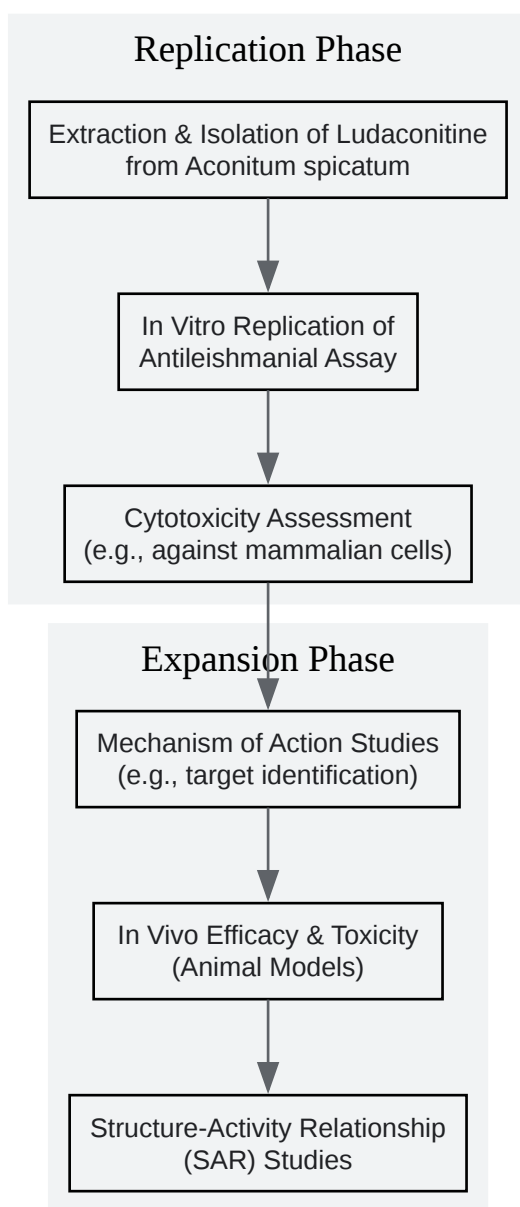 Replication Phase
Extraction & Isolation of Ludaconitine
from Aconitum spicatum
In Vitro Replication of
Antileishmanial Assay
Cytotoxicity Assessment
(e.g., against mammalian cells)
Expansion Phase
Mechanism of Action Studies
(e.g., target identification)
In Vivo Efficacy & Toxicity
(Animal Models)
Structure-Activity Relationship
(SAR) Studies